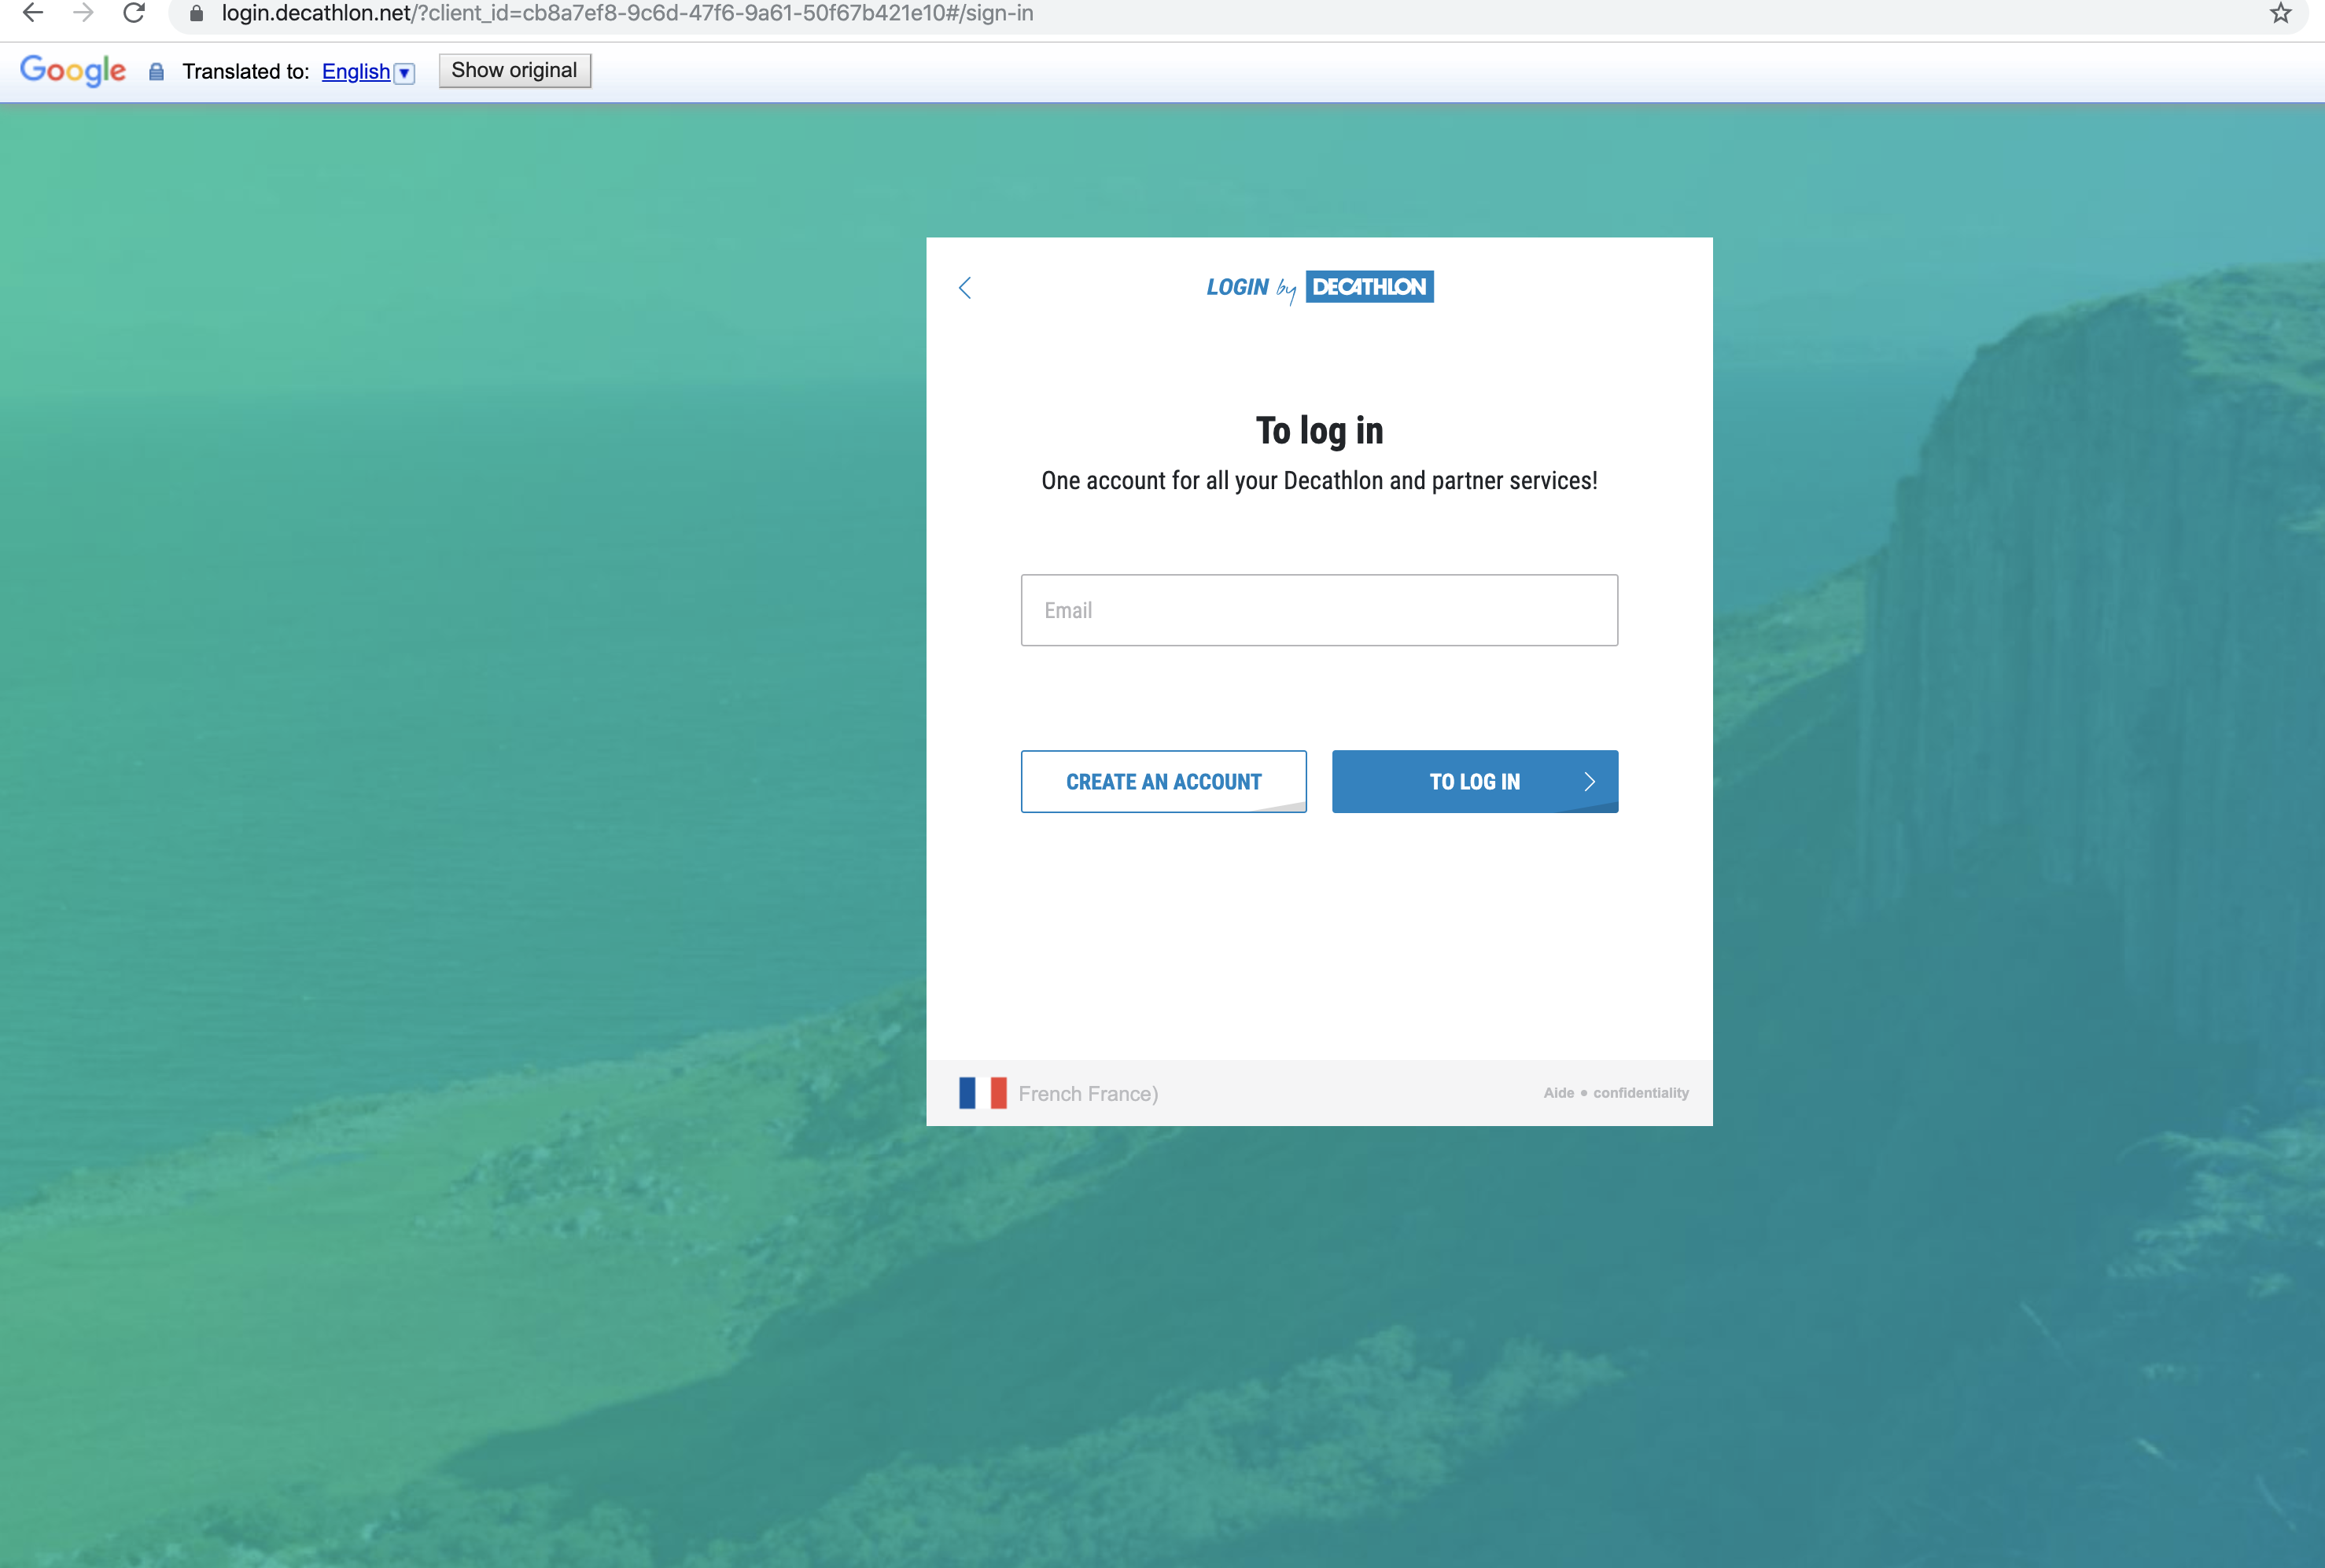 login.decathlon.net/?client_id=cb8a7ef8-9c6d-47f6-9a61-50f67b421e10#/sign-in
Google Translated to: English Show original
LOGIN by DECATHLON
To log in
One account for all your Decathlon and partner services!
Email
CREATE AN ACCOUNT TO LOG IN
French France) Aide • confidentiality